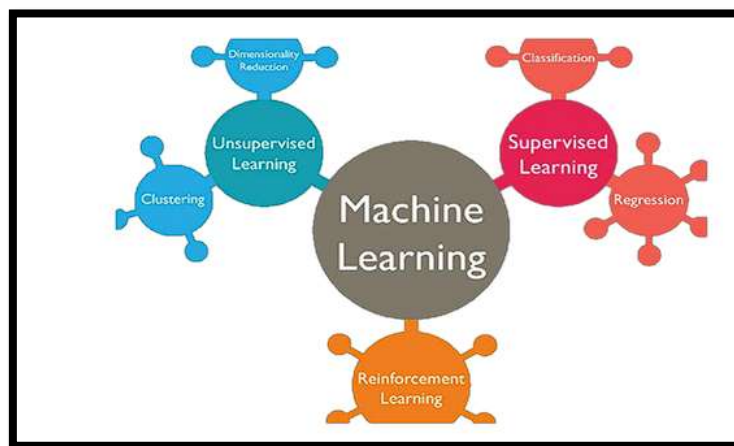 Dimensionality
Reduction
Classification
Unsupervised
Learning
Supervised
Learning
Clustering
Regression
Machine
Learning
Reinforcement
Learning